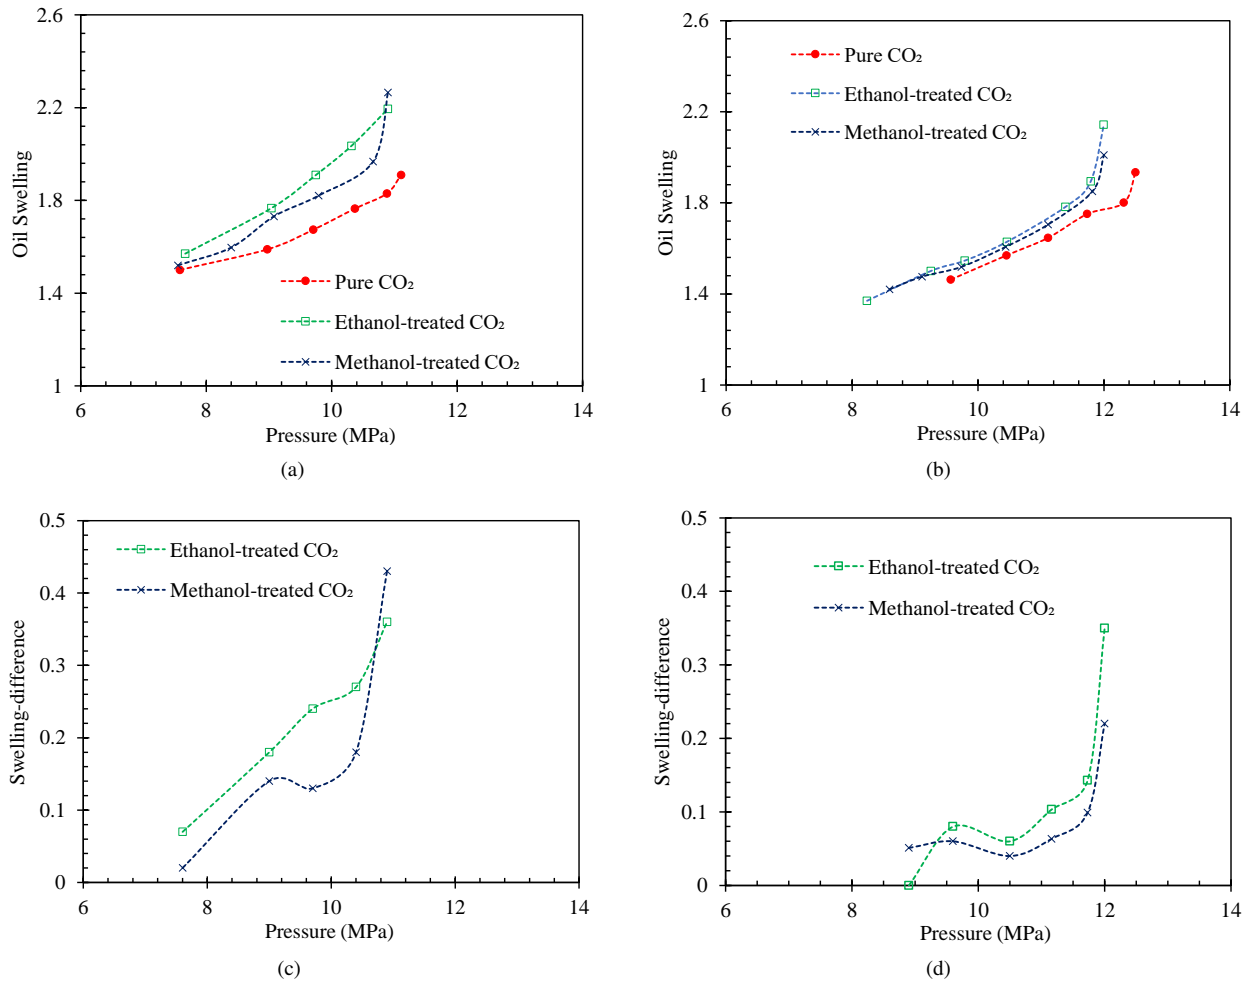 2.6
2.2
1.8
1.4
1
Oil Swelling
Pure CO₂
Ethanol-treated CO₂
Methanol-treated CO₂
6 8 10 12 14
Pressure (MPa)
(a)
2.6
2.2
1.8
1.4
1
Oil Swelling
Pure CO₂
Ethanol-treated CO₂
Methanol-treated CO₂
6 8 10 12 14
Pressure (MPa)
(b)
0.5
0.4
0.3
0.2
0.1
0
Swelling-difference
Ethanol-treated CO₂
Methanol-treated CO₂
6 8 10 12 14
Pressure (MPa)
(c)
0.5
0.4
0.3
0.2
0.1
0
Swelling-difference
Ethanol-treated CO₂
Methanol-treated CO₂
6 8 10 12 14
Pressure (MPa)
(d)